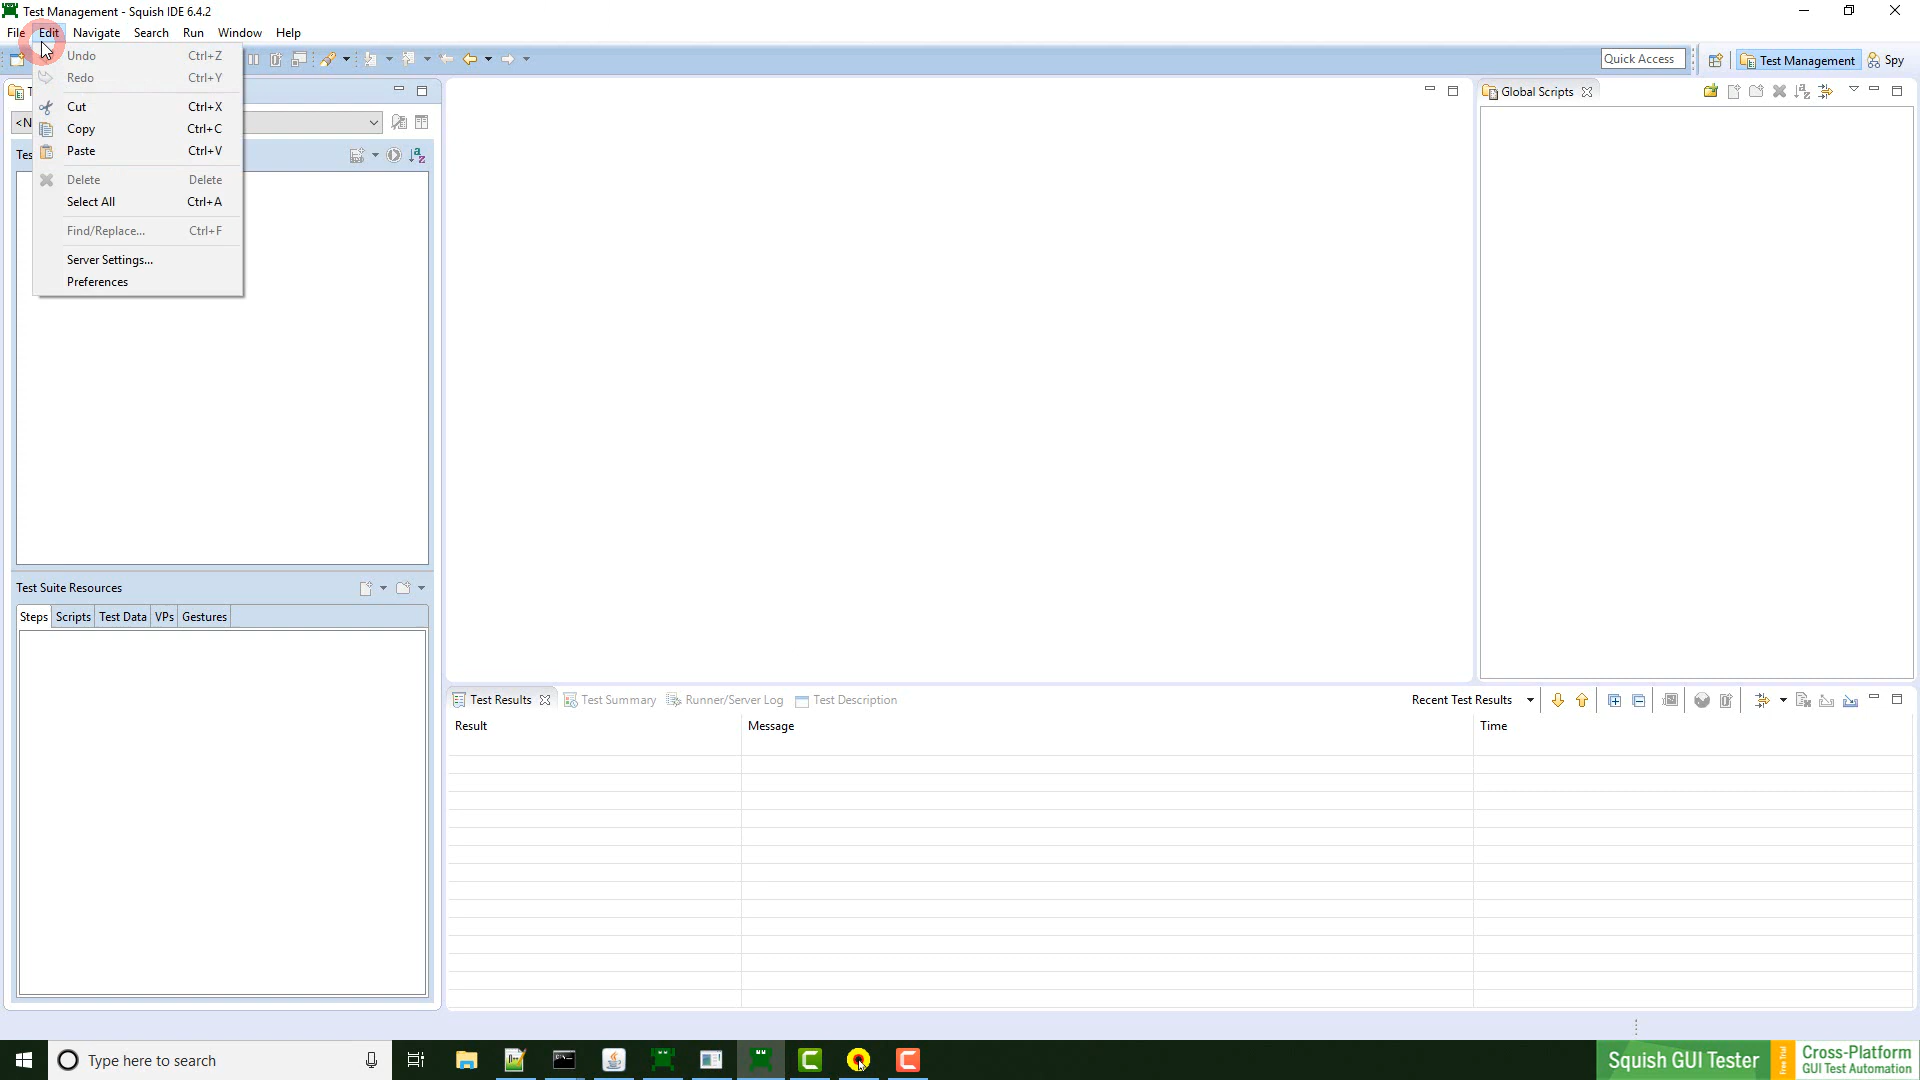 Test Management - Squish IDE 6.4.2
File Edit Navigate Search Run Window Help
Quick Access
Test Management
Spy
Undo Ctrl+Z
Redo Ctrl+Y
Cut Ctrl+X
Copy Ctrl+C
Paste Ctrl+V
Delete Delete
Select All Ctrl+A
Find/Replace... Ctrl+F
Server Settings...
Preferences
T
<N
Tes
Global Scripts
Test Suite Resources
Steps Scripts Test Data VPs Gestures
Test Results Test Summary Runner/Server Log Test Description
Recent Test Results
Result Message Time
Type here to search
Squish GUI Tester
Free Trial
Cross-Platform
GUI Test Automation